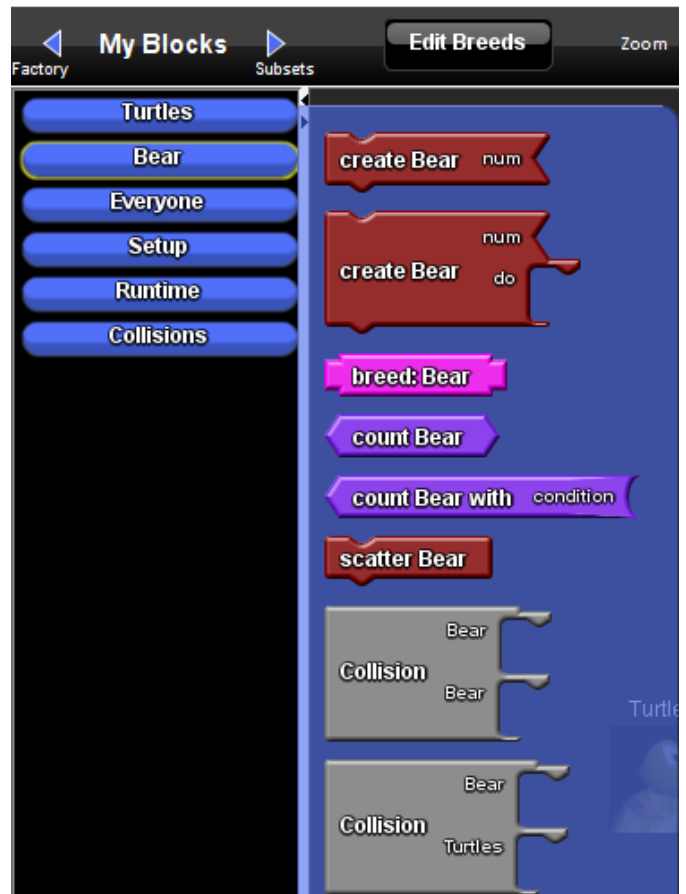 My Blocks
Edit Breeds
Zoom
Factory
Subsets
Turtles
Bear
Everyone
Setup
Runtime
Collisions
create Bear num
num
create Bear do
breed: Bear
count Bear
count Bear with condition
scatter Bear
Bear
Collision
Bear
Turtle
Bear
Collision
Turtles